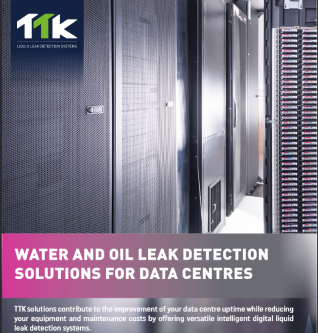 TTK
LIQUID LEAK DETECTION SYSTEMS
WATER AND OIL LEAK DETECTION
SOLUTIONS FOR DATA CENTRES
TTK solutions contribute to the improvement of your data centre uptime while reducing
your equipment and maintenance costs by offering versatile intelligent digital liquid
leak detection systems.